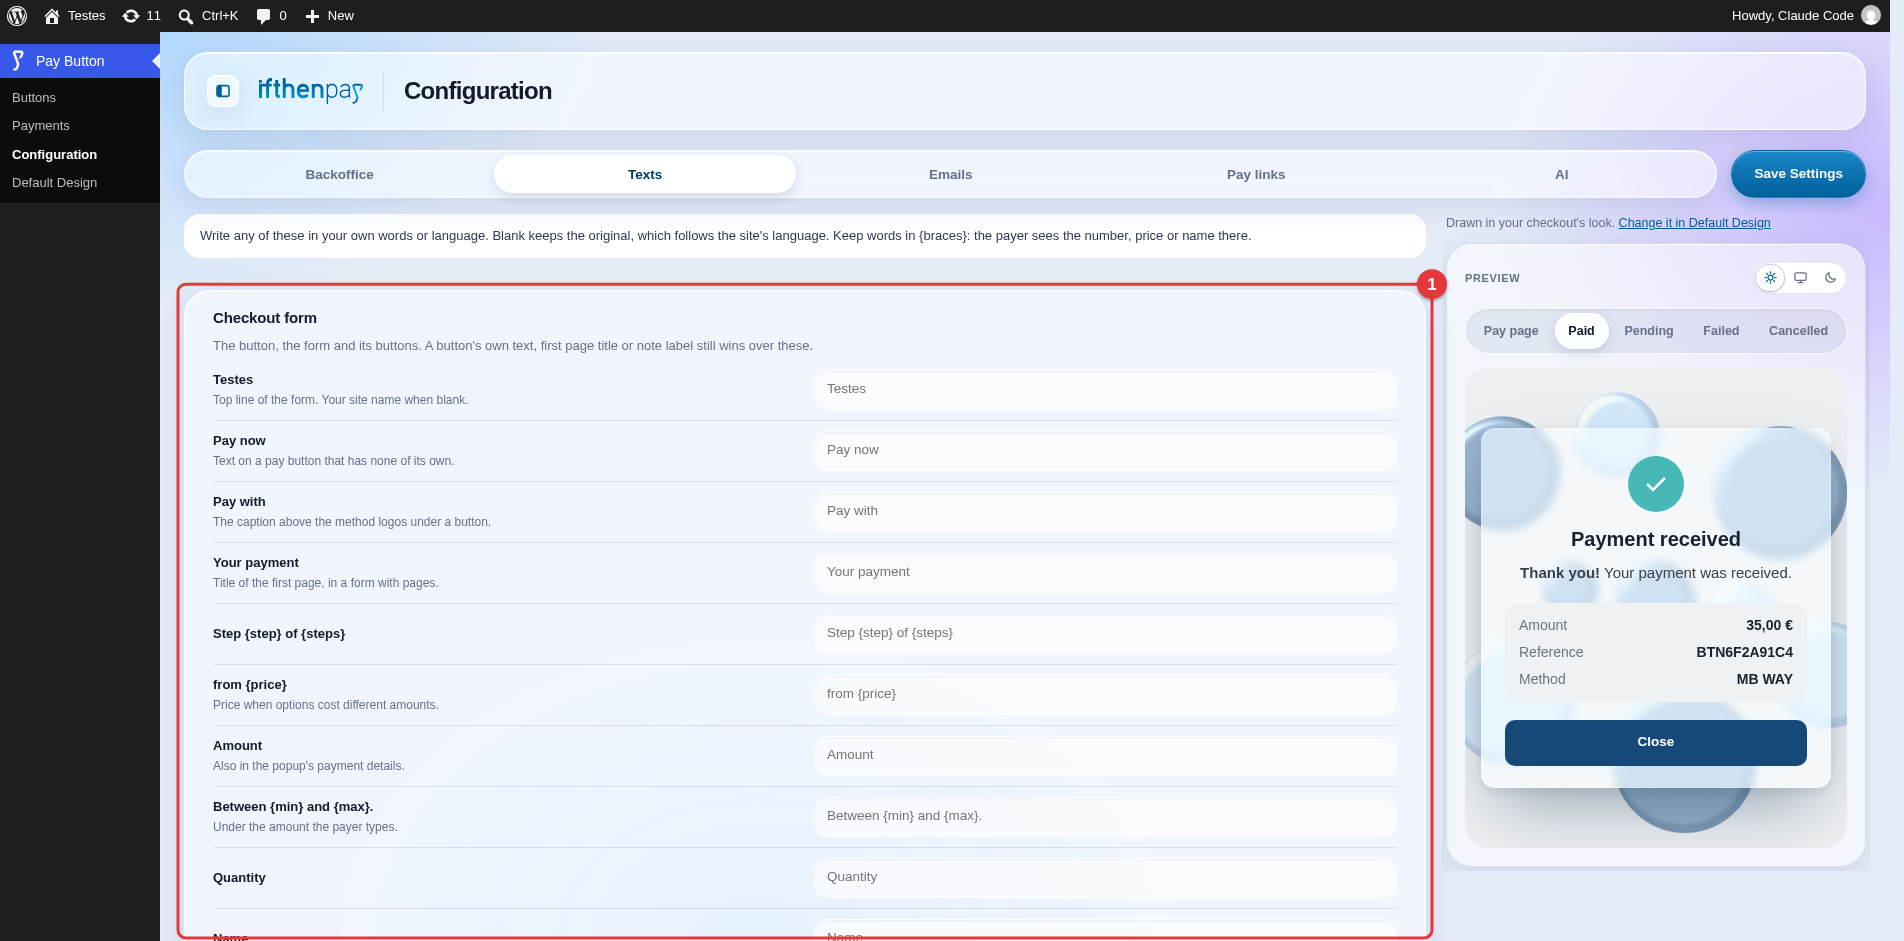 Testes
11
Ctrl+K
0
New
Howdy, Claude Code
Pay Button
Buttons
Payments
Configuration
Default Design
ifthenpay
Configuration
Backoffice
Texts
Emails
Pay links
AI
Save Settings
Write any of these in your own words or language. Blank keeps the original, which follows the site's language. Keep words in {braces}: the payer sees the number, price or name there.
1
Checkout form
The button, the form and its buttons. A button's own text, first page title or note label still wins over these.
Testes
Top line of the form. Your site name when blank.
Testes
Pay now
Text on a pay button that has none of its own.
Pay now
Pay with
The caption above the method logos under a button.
Pay with
Your payment
Title of the first page, in a form with pages.
Your payment
Step {step} of {steps}
Step {step} of {steps}
from {price}
Price when options cost different amounts.
from {price}
Amount
Also in the popup's payment details.
Amount
Between {min} and {max}.
Under the amount the payer types.
Between {min} and {max}.
Quantity
Quantity
Name
Name
Drawn in your checkout's look. Change it in Default Design
PREVIEW
Pay page
Paid
Pending
Failed
Cancelled
Payment received
Thank you! Your payment was received.
Amount 35,00 €
Reference BTN6F2A91C4
Method MB WAY
Close